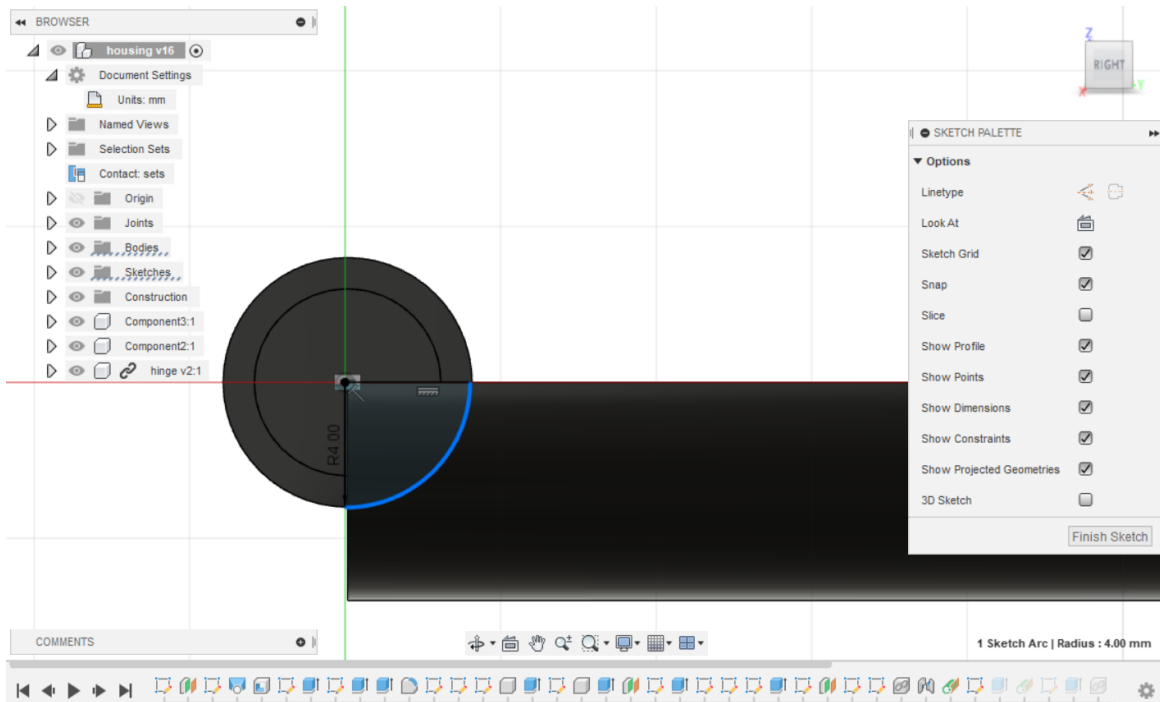 BROWSER
housing v16
Document Settings
Units: mm
Named Views
Selection Sets
Contact: sets
Origin
Joints
Bodies
Sketches
Construction
Component3:1
Component2:1
hinge v2:1
R4.00
Z
RIGHT
X
Y
SKETCH PALETTE
Options
Linetype
Look At
Sketch Grid
Snap
Slice
Show Profile
Show Points
Show Dimensions
Show Constraints
Show Projected Geometries
3D Sketch
Finish Sketch
COMMENTS
1 Sketch Arc | Radius : 4.00 mm